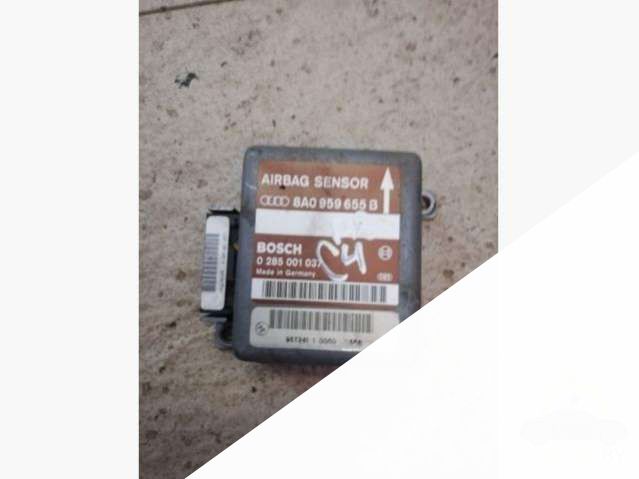 AIRBAG SENSOR
8A0 959 655 B
BOSCH
0 285 001 037
Made in Germany
C4